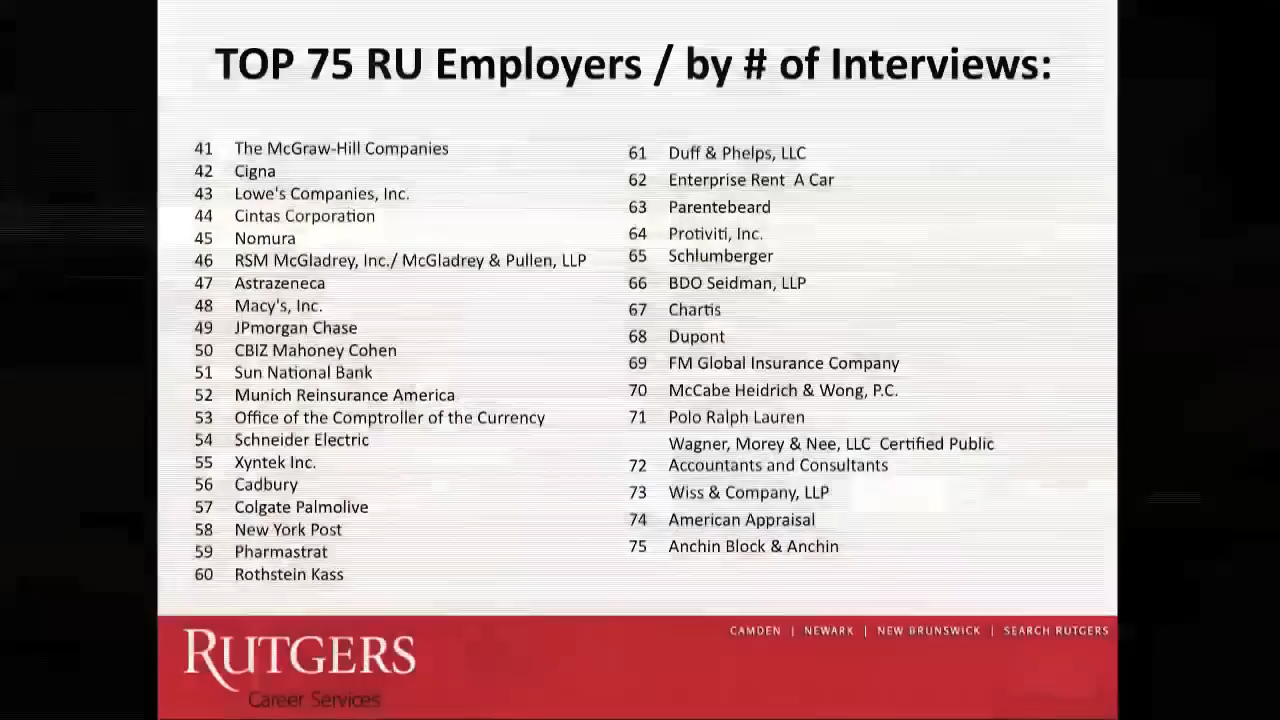 TOP 75 RU Employers / by # of Interviews:
41 The McGraw-Hill Companies
42 Cigna
43 Lowe's Companies, Inc.
44 Cintas Corporation
45 Nomura
46 RSM McGladrey, Inc./ McGladrey & Pullen, LLP
47 Astrazeneca
48 Macy's, Inc.
49 JPmorgan Chase
50 CBIZ Mahoney Cohen
51 Sun National Bank
52 Munich Reinsurance America
53 Office of the Comptroller of the Currency
54 Schneider Electric
55 Xyntek Inc.
56 Cadbury
57 Colgate Palmolive
58 New York Post
59 Pharmastrat
60 Rothstein Kass
61 Duff & Phelps, LLC
62 Enterprise Rent A Car
63 Parentebeard
64 Protiviti, Inc.
65 Schlumberger
66 BDO Seidman, LLP
67 Chartis
68 Dupont
69 FM Global Insurance Company
70 McCabe Heidrich & Wong, P.C.
71 Polo Ralph Lauren
Wagner, Morey & Nee, LLC Certified Public
72 Accountants and Consultants
73 Wiss & Company, LLP
74 American Appraisal
75 Anchin Block & Anchin
CAMDEN | NEWARK | NEW BRUNSWICK | SEARCH RUTGERS
RUTGERS
Career Services